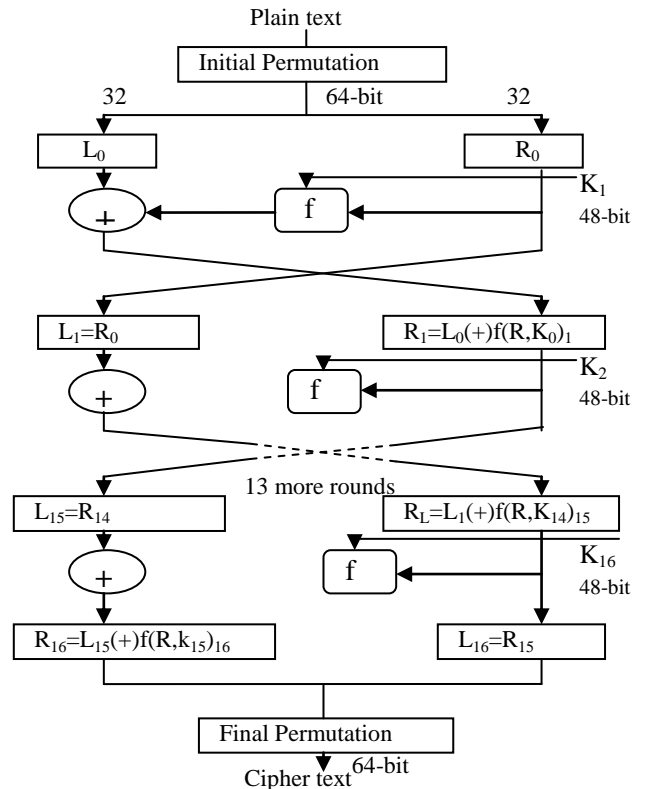 Plain text
Initial Permutation
32 64-bit 32
L₀ R₀
K₁
+ f 48-bit
L₁=R₀ R₁=L₀(+)f(R,K₀)₁
K₂
+ f 48-bit
13 more rounds
L₁₅=R₁₄ R_L=L₁(+)f(R,K₁₄)₁₅
K₁₆
+ f 48-bit
R₁₆=L₁₅(+)f(R,k₁₅)₁₆ L₁₆=R₁₅
Final Permutation
64-bit
Cipher text